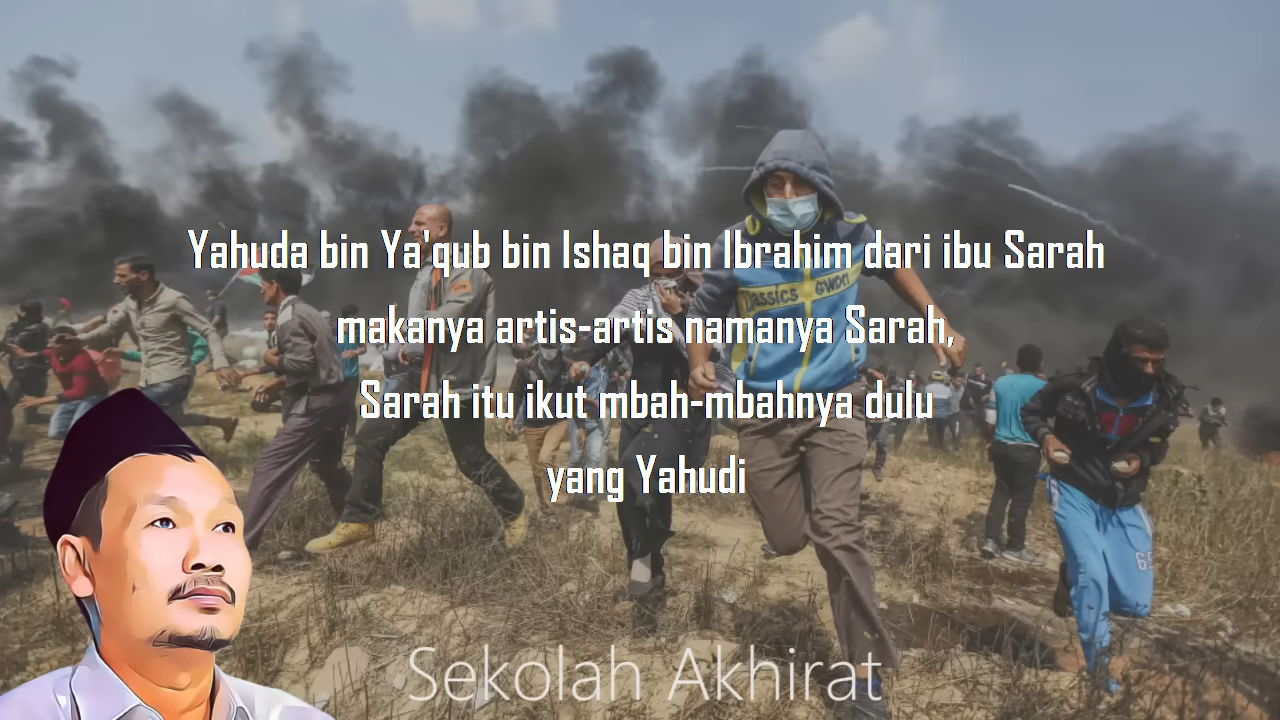 Yahuda bin Ya'qub bin Ishaq bin Ibrahim dari ibu Sarah
makanya artis-artis namanya Sarah,
Sarah itu ikut mbah-mbahnya dulu
yang Yahudi
Sekolah Akhirat